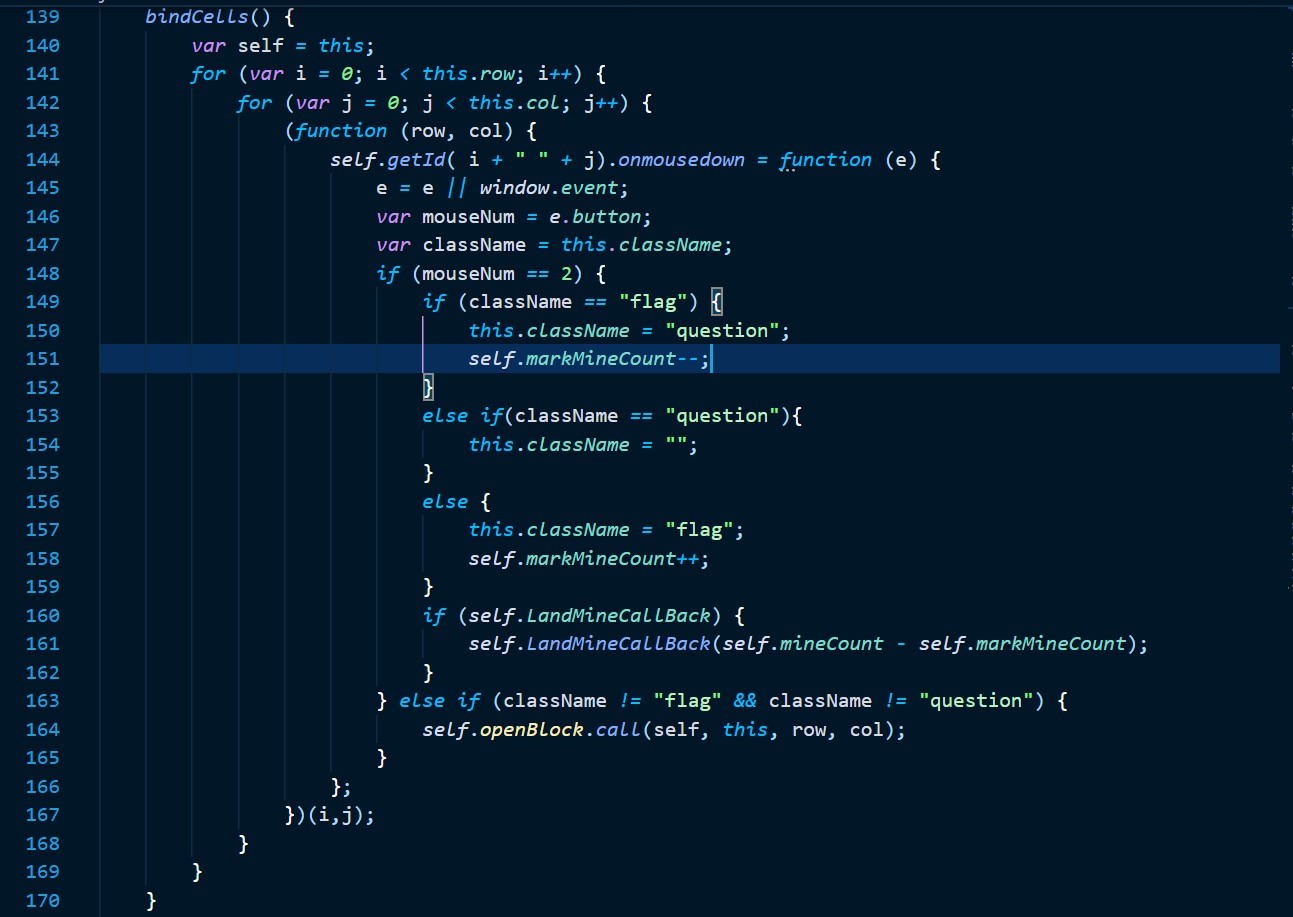 139 bindCells() {
140 var self = this;
141 for (var i = 0; i < this.row; i++) {
142 for (var j = 0; j < this.col; j++) {
143 (function (row, col) {
144 self.getId( i + " " + j).onmousedown = function (e) {
145 e = e || window.event;
146 var mouseNum = e.button;
147 var className = this.className;
148 if (mouseNum == 2) {
149 if (className == "flag") {
150 this.className = "question";
151 self.markMineCount--;
152 }
153 else if(className == "question"){
154 this.className = "";
155 }
156 else {
157 this.className = "flag";
158 self.markMineCount++;
159 }
160 if (self.LandMineCallBack) {
161 self.LandMineCallBack(self.mineCount - self.markMineCount);
162 }
163 } else if (className != "flag" && className != "question") {
164 self.openBlock.call(self, this, row, col);
165 }
166 };
167 })(i,j);
168 }
169 }
170 }